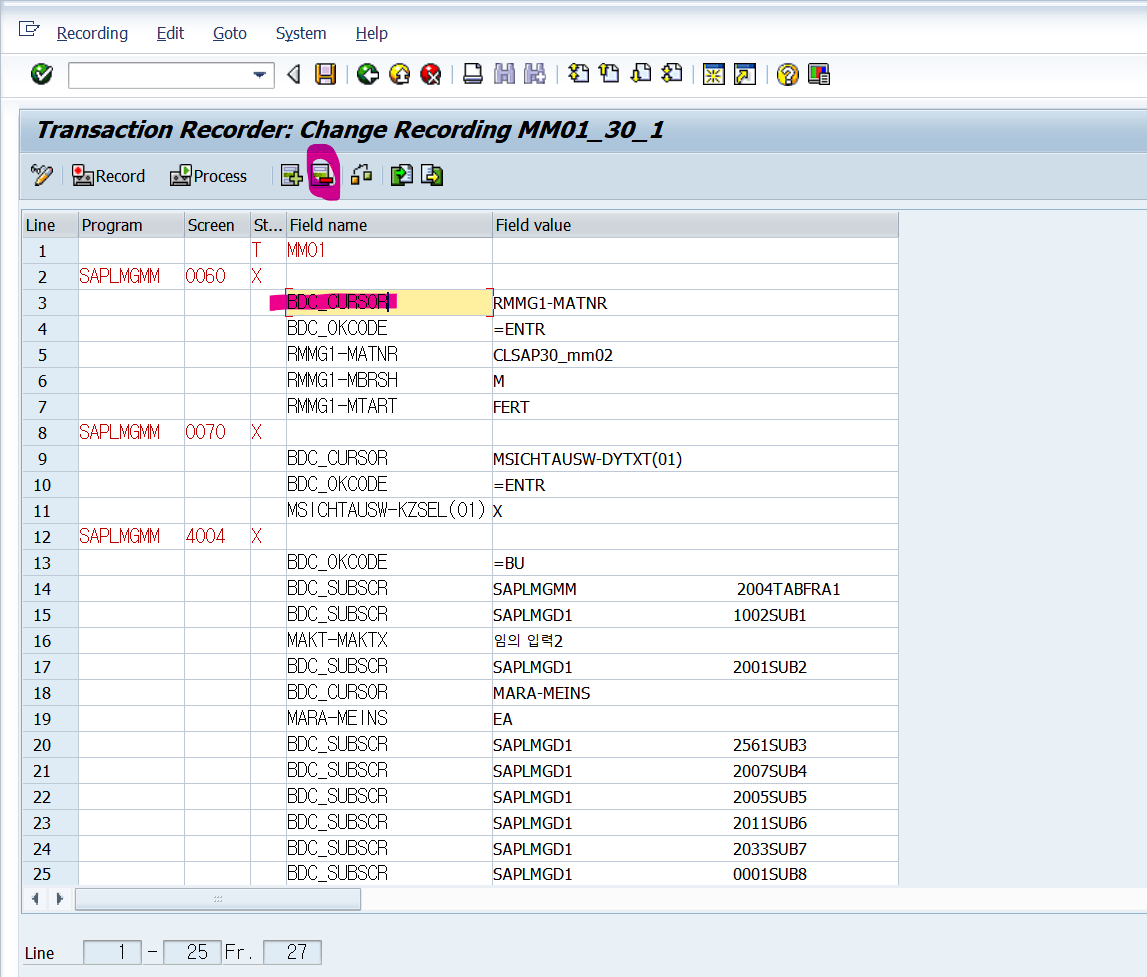 Recording Edit Goto System Help
Transaction Recorder: Change Recording MM01_30_1
Record Process
Line Program Screen St... Field name Field value
1 T MM01
2 SAPLMGMM 0060 X
3 BDC_CURSOR RMMG1-MATNR
4 BDC_OKCODE =ENTR
5 RMMG1-MATNR CLSAP30_mm02
6 RMMG1-MBRSH M
7 RMMG1-MTART FERT
8 SAPLMGMM 0070 X
9 BDC_CURSOR MSICHTAUSW-DYTXT(01)
10 BDC_OKCODE =ENTR
11 MSICHTAUSW-KZSEL(01) X
12 SAPLMGMM 4004 X
13 BDC_OKCODE =BU
14 BDC_SUBSCR SAPLMGMM 2004TABFRA1
15 BDC_SUBSCR SAPLMGD1 1002SUB1
16 MAKT-MAKTX 임의 입력2
17 BDC_SUBSCR SAPLMGD1 2001SUB2
18 BDC_CURSOR MARA-MEINS
19 MARA-MEINS EA
20 BDC_SUBSCR SAPLMGD1 2561SUB3
21 BDC_SUBSCR SAPLMGD1 2007SUB4
22 BDC_SUBSCR SAPLMGD1 2005SUB5
23 BDC_SUBSCR SAPLMGD1 2011SUB6
24 BDC_SUBSCR SAPLMGD1 2033SUB7
25 BDC_SUBSCR SAPLMGD1 0001SUB8
Line 1 - 25 Fr. 27